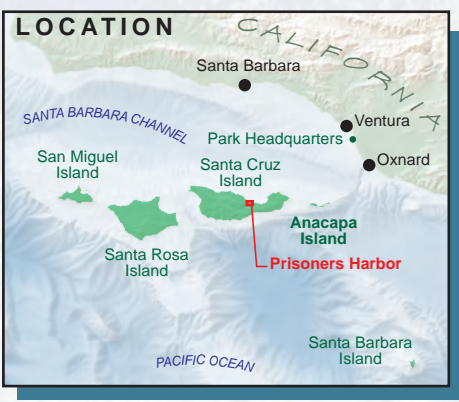 LOCATION
CALIFORNIA
Santa Barbara
SANTA BARBARA CHANNEL
Ventura
Park Headquarters
Oxnard
San Miguel
Island
Santa Cruz
Island
Anacapa
Island
Santa Rosa
Island
Prisoners Harbor
Santa Barbara
Island
PACIFIC OCEAN